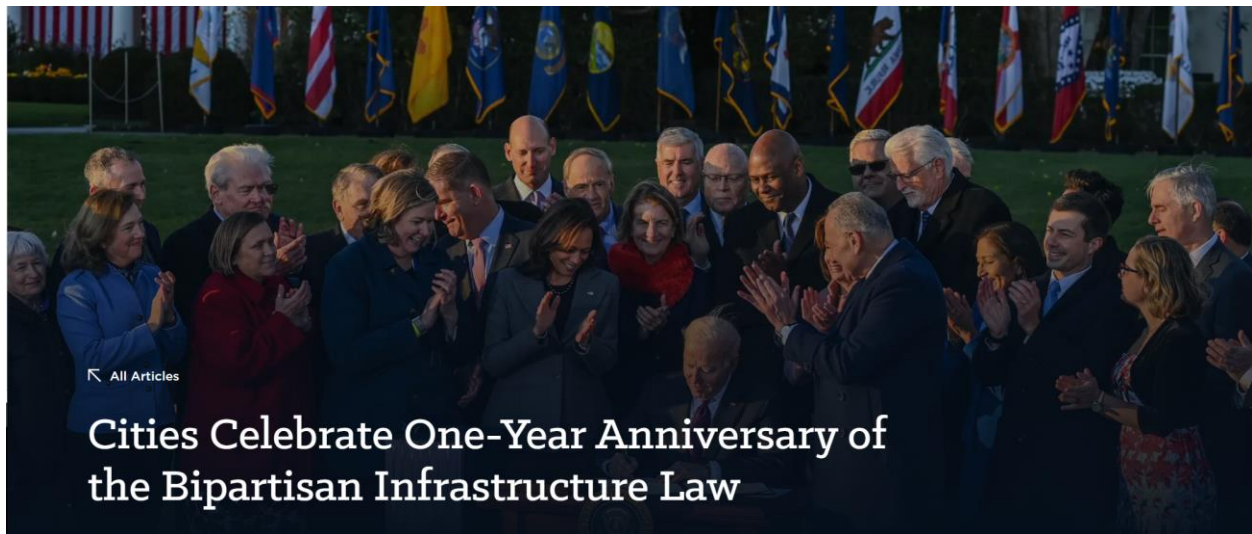 All Articles
Cities Celebrate One-Year Anniversary of
the Bipartisan Infrastructure Law